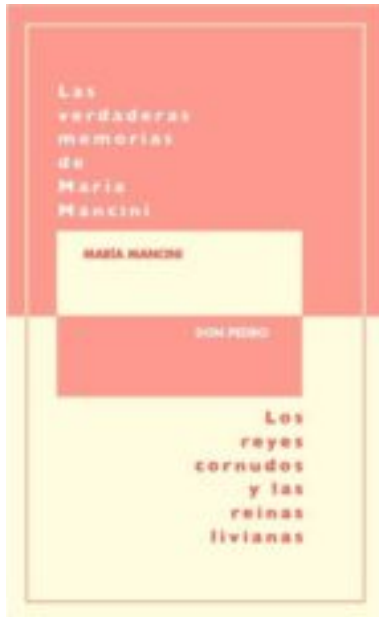 Las
verdaderas
memorias
de
María
Mancini
MARÍA MANCINI
DON PEDRO
Los
reyes
cornudos
y las
reinas
livianas